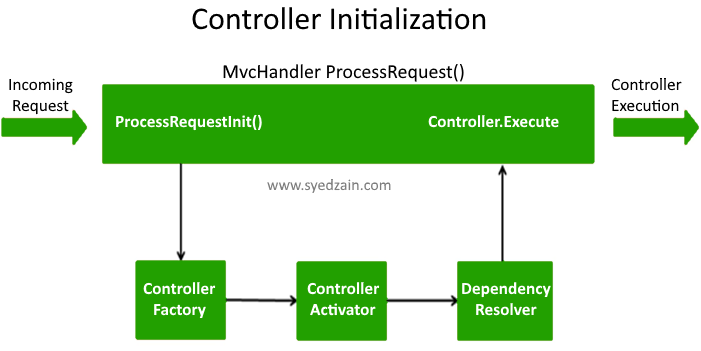 Controller Initialization
MvcHandler ProcessRequest()
Incoming
Request
ProcessRequestInit()
Controller.Execute
Controller
Execution
www.syedzain.com
Controller
Factory
Controller
Activator
Dependency
Resolver